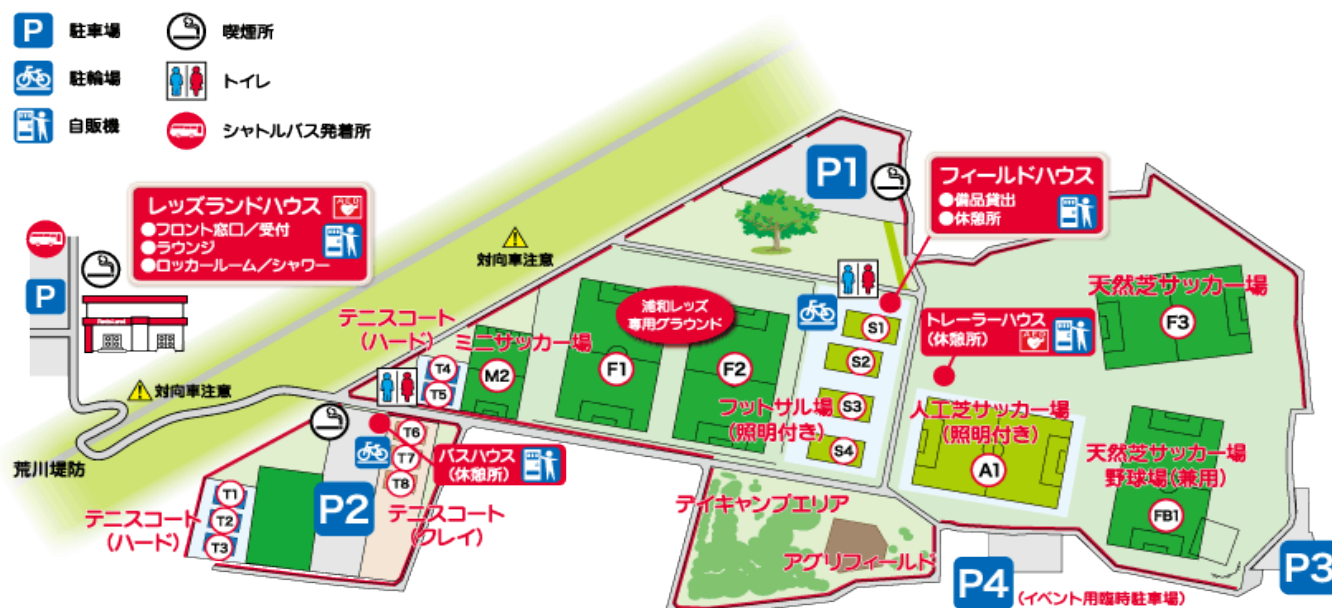 P 駐車場
喫煙所
駐輪場
トイレ
自販機
シャトルバス発着所
レッズランドハウス AED
●フロント窓口/受付
●ラウンジ
●ロッカールーム/シャワー
P
対向車注意
対向車注意
荒川堤防
P1
フィールドハウス
●備品貸出
●休憩所
浦和レッズ
専用グラウンド
テニスコート
(ハード)
ミニサッカー場
T4
T5
M2
F1
F2
S1
S2
S3
S4
フットサル場
(照明付き)
トレーラーハウス
(休憩所) AED
天然芝サッカー場
F3
人工芝サッカー場
(照明付き)
A1
天然芝サッカー場
野球場(兼用)
FB1
T6
T7
T8
バスハウス
(休憩所)
テニスコート
(クレイ)
P2
T1
T2
T3
テニスコート
(ハード)
デイキャンプエリア
アグリフィールド
P4
(イベント用臨時駐車場)
P3